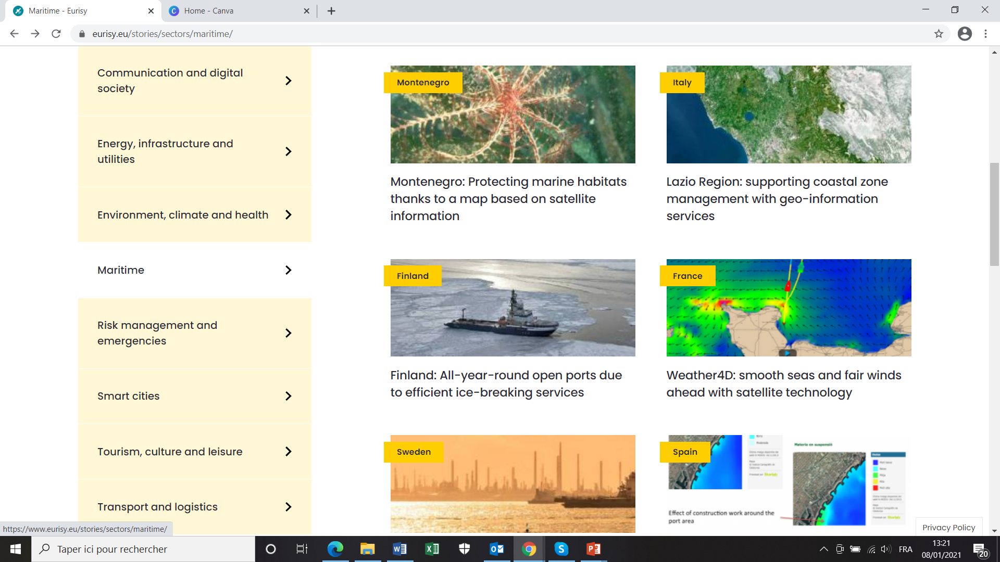 Maritime - Eurisy
Home - Canva
eurisy.eu/stories/sectors/maritime/
Communication and digital
society
Energy, infrastructure and
utilities
Environment, climate and health
Maritime
Risk management and
emergencies
Smart cities
Tourism, culture and leisure
Transport and logistics
Montenegro
Montenegro: Protecting marine habitats
thanks to a map based on satellite
information
Italy
Lazio Region: supporting coastal zone
management with geo-information
services
Finland
Finland: All-year-round open ports due
to efficient ice-breaking services
France
Weather4D: smooth seas and fair winds
ahead with satellite technology
Sweden
Spain
Materia en suspensió
Effect of construction work around the
port area
Privacy Policy
https://www.eurisy.eu/stories/sectors/maritime/
Taper ici pour rechercher
FRA
13:21
08/01/2021
20